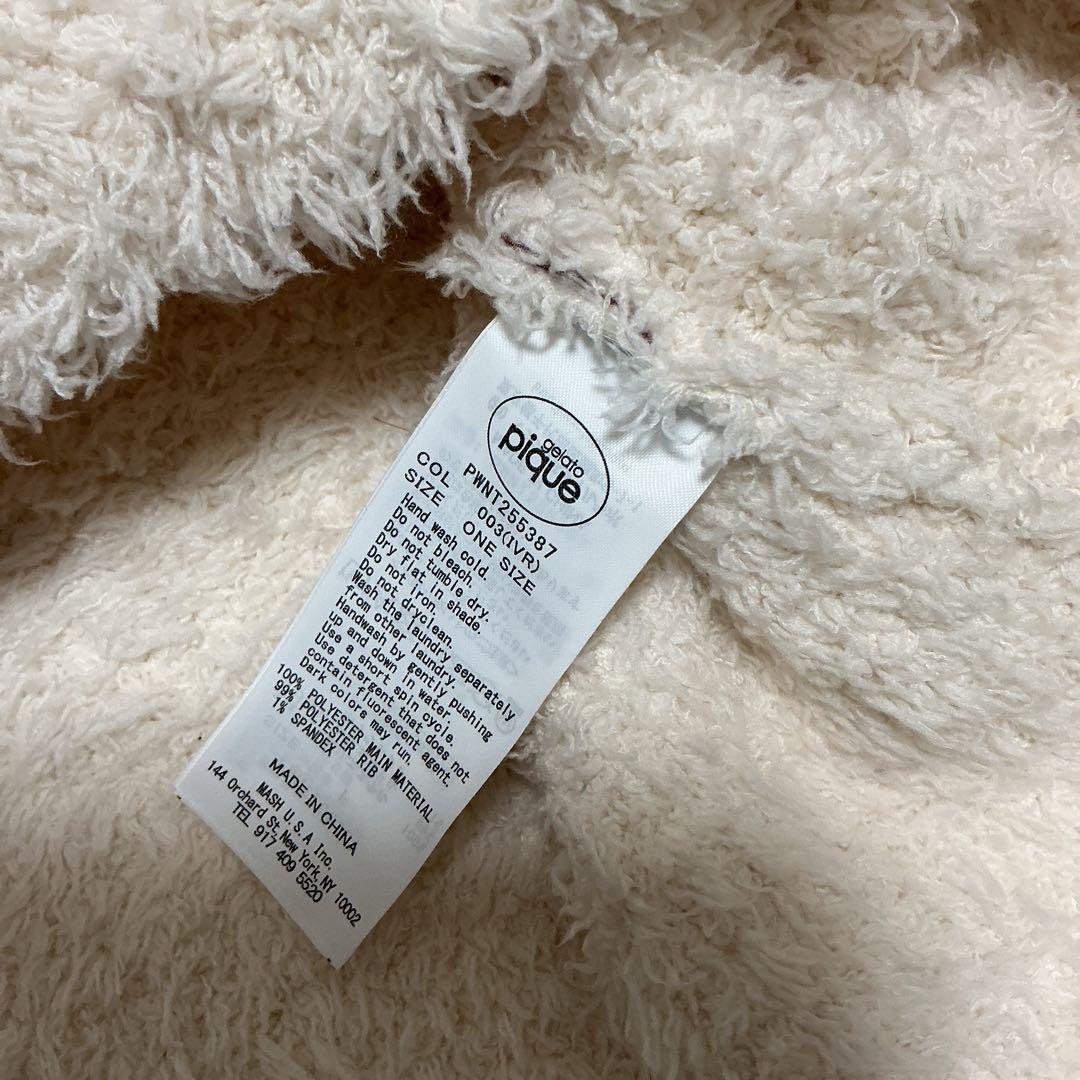 gelato
pique
PWNT255387
COL 003(IVR)
SIZE ONE SIZE
Hand wash cold.
Do not bleach.
Do not tumble dry.
Dry flat in shade.
Do not iron.
Do not dryclean.
Wash the laundry separately
from other laundry.
Handwash by gently pushing
up and down in water.
Use a short spin cycle.
Use detergent that does not
contain fluorescent agent.
Dark colors may run.
100% POLYESTER MAIN MATERIAL
99% POLYESTER RIB
1% SPANDEX
MADE IN CHINA
MASH U.S.A Inc.
144 Orchard St, New York, NY 10002
TEL 917 409 5520